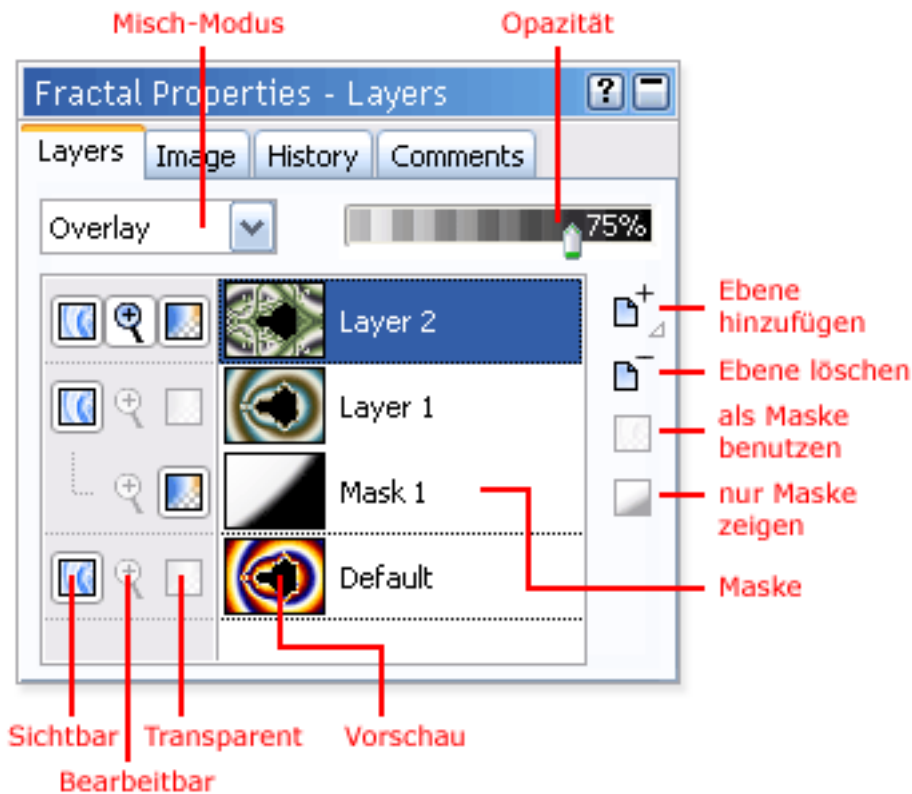 Misch-Modus
Opazität
Fractal Properties - Layers
?
Layers
Image
History
Comments
Overlay
75%
Layer 2
Ebene
hinzufügen
Ebene löschen
Layer 1
als Maske
benutzen
Mask 1
nur Maske
zeigen
Default
Maske
Sichtbar
Transparent
Vorschau
Bearbeitbar